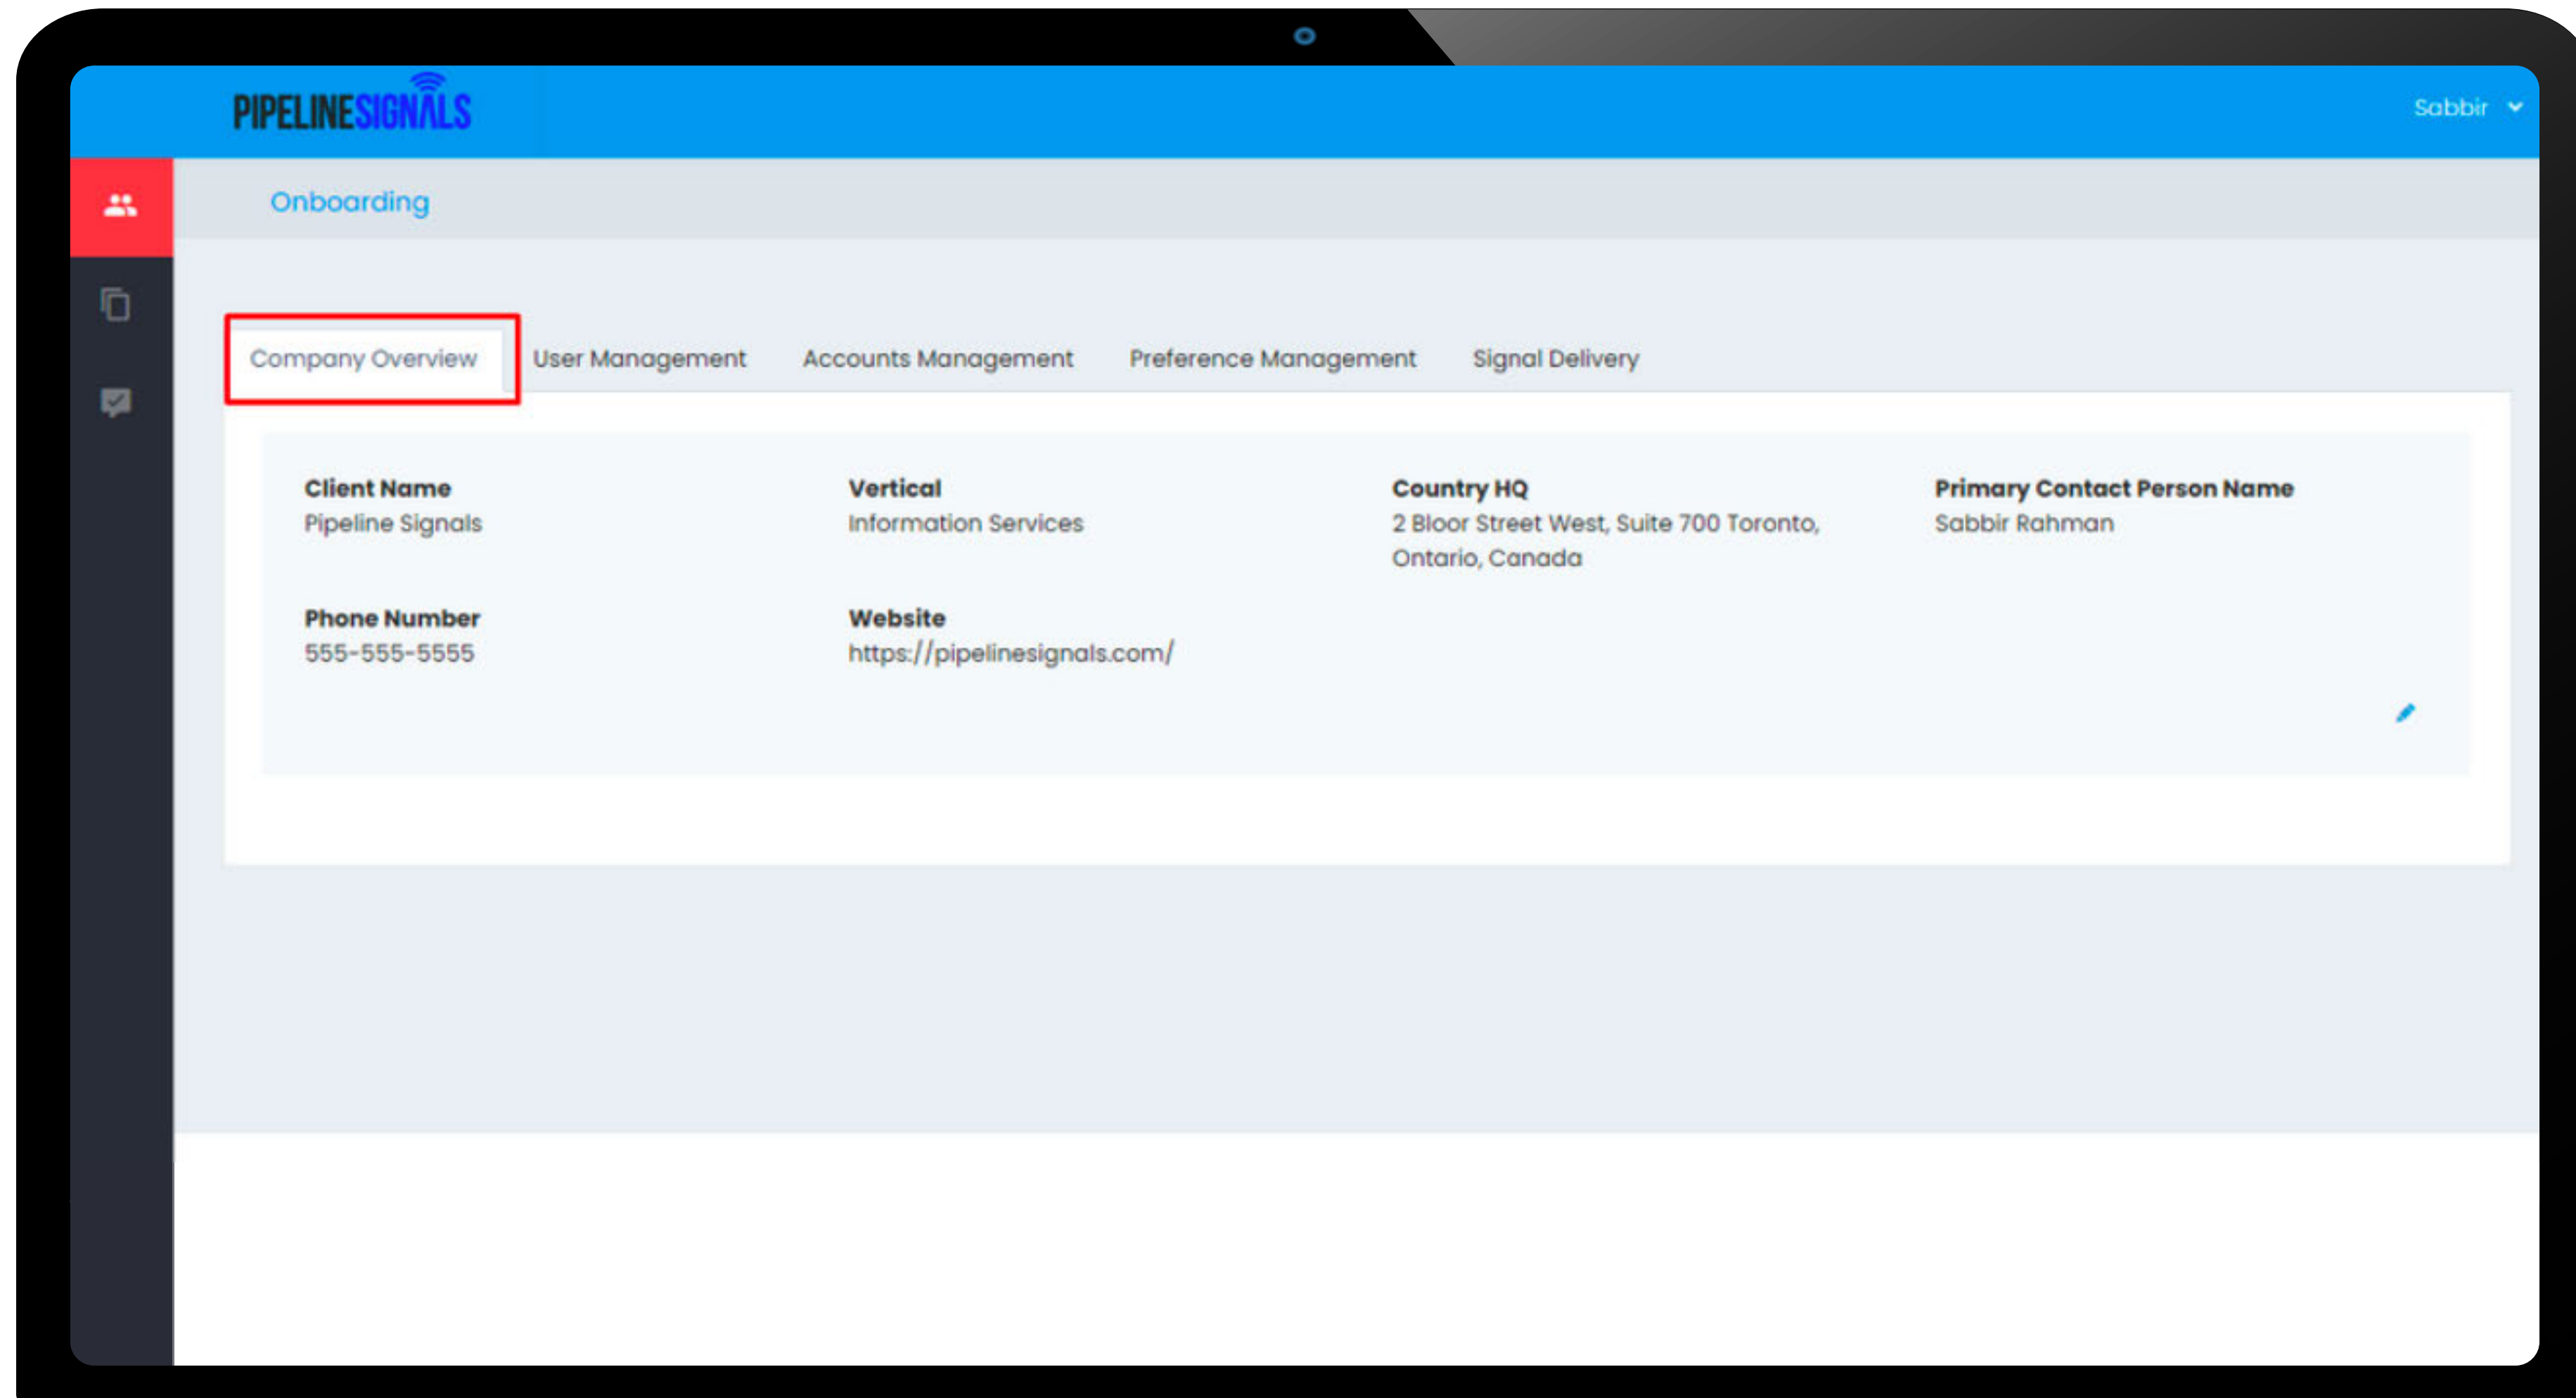 PIPELINESIGNALS
Sabbir
Onboarding
Company Overview User Management Accounts Management Preference Management Signal Delivery
Client Name
Pipeline Signals
Vertical
Information Services
Country HQ
2 Bloor Street West, Suite 700 Toronto,
Ontario, Canada
Primary Contact Person Name
Sabbir Rahman
Phone Number
555-555-5555
Website
https://pipelinesignals.com/